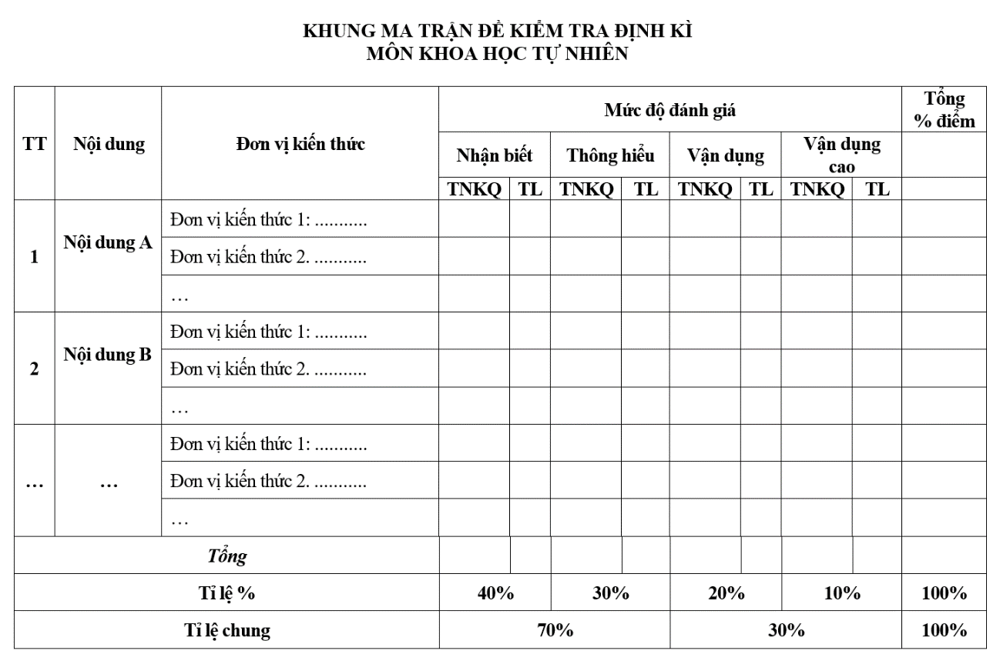 KHUNG MA TRẬN ĐỀ KIỂM TRA ĐỊNH KÌ
MÔN KHOA HỌC TỰ NHIÊN
TT Nội dung Đơn vị kiến thức Mức độ đánh giá Tổng
% điểm
Nhận biết Thông hiểu Vận dụng Vận dụng
cao
TNKQ TL TNKQ TL TNKQ TL TNKQ TL
1 Nội dung A Đơn vị kiến thức 1: ...........
Đơn vị kiến thức 2. ...........
…
2 Nội dung B Đơn vị kiến thức 1: ...........
Đơn vị kiến thức 2. ...........
…
… … Đơn vị kiến thức 1: ...........
Đơn vị kiến thức 2. ...........
…
Tổng
Tỉ lệ % 40% 30% 20% 10% 100%
Tỉ lệ chung 70% 30% 100%